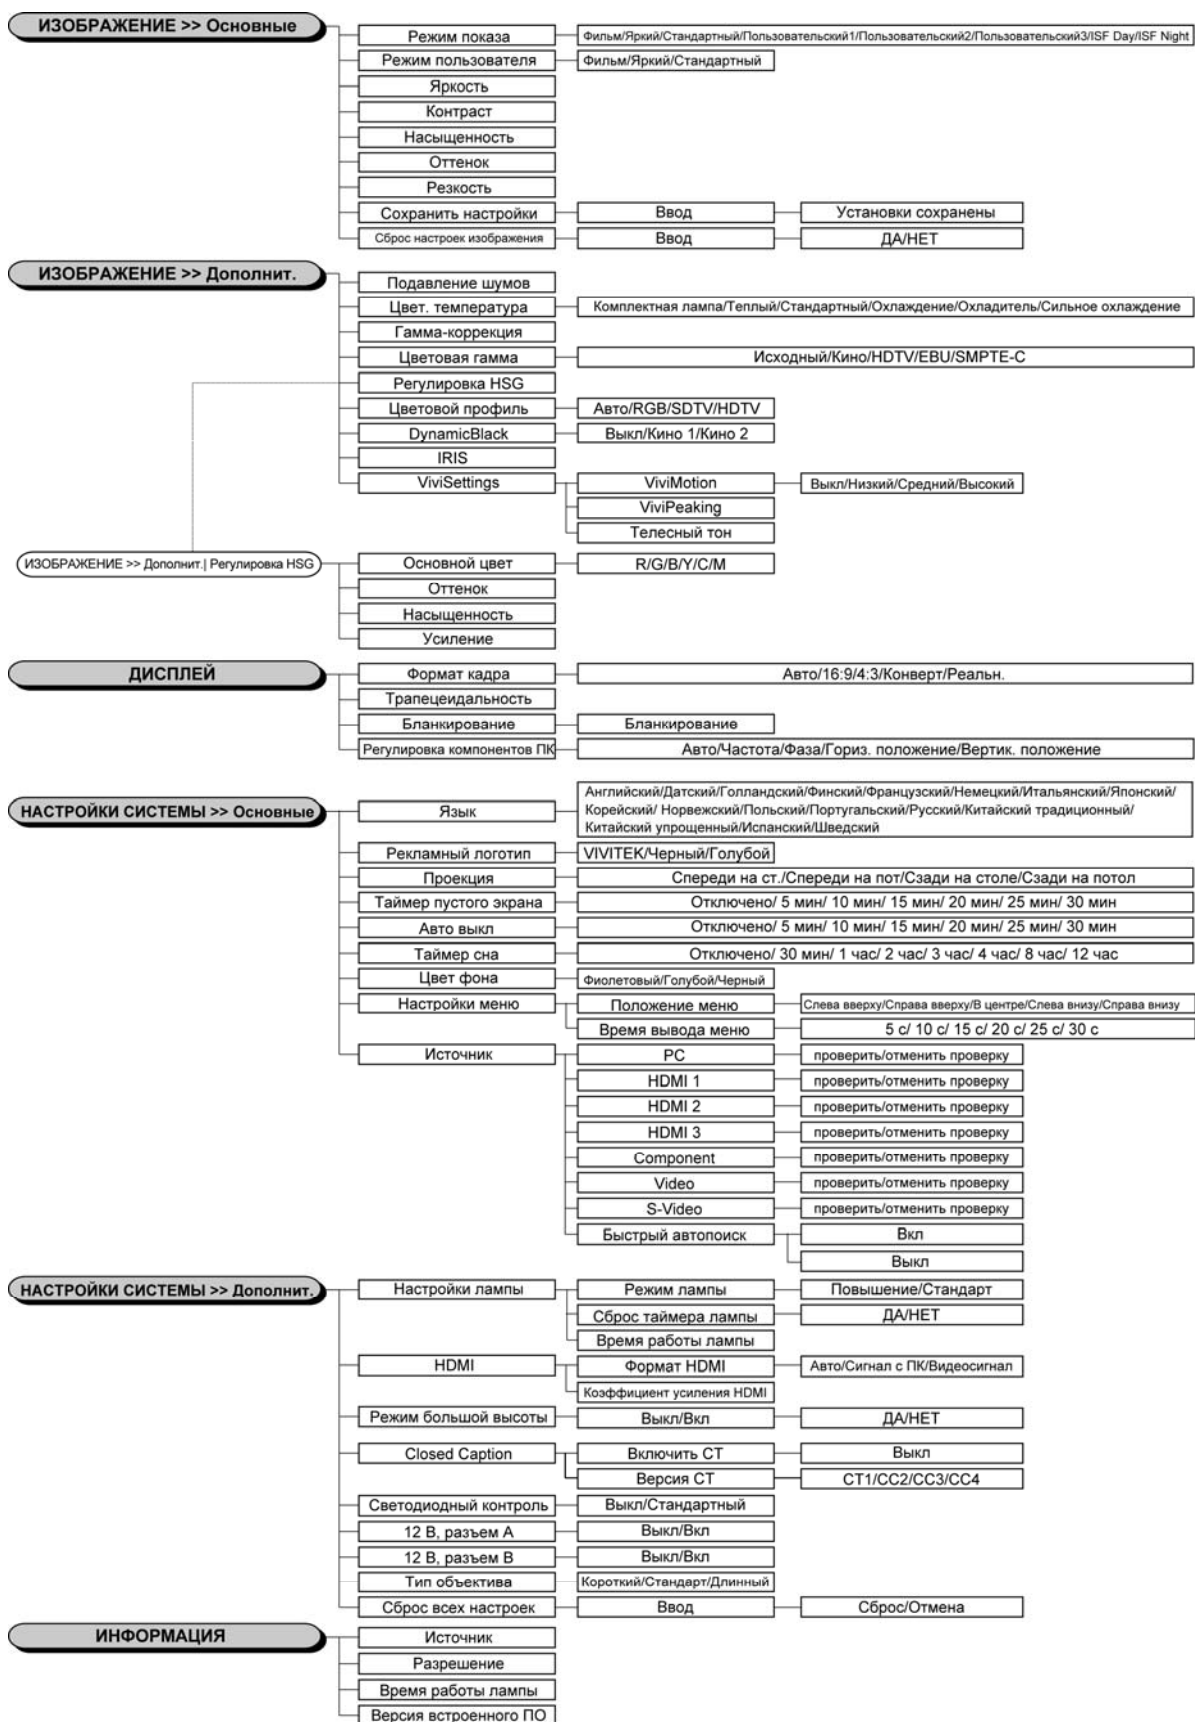 ИЗОБРАЖЕНИЕ >> Основные
Режим показа
Фильм/Яркий/Стандартный/Пользовательский1/Пользовательский2/Пользовательский3/ISF Day/ISF Night
Режим пользователя
Фильм/Яркий/Стандартный
Яркость
Контраст
Насыщенность
Оттенок
Резкость
Сохранить настройки
Ввод
Установки сохранены
Сброс настроек изображения
Ввод
ДА/НЕТ
ИЗОБРАЖЕНИЕ >> Дополнит.
Подавление шумов
Цвет. температура
Комплектная лампа/Теплый/Стандартный/Охлаждение/Охладитель/Сильное охлаждение
Гамма-коррекция
Цветовая гамма
Исходный/Кино/HDTV/EBU/SMPTE-C
Регулировка HSG
Цветовой профиль
Авто/RGB/SDTV/HDTV
DynamicBlack
Выкл/Кино 1/Кино 2
IRIS
ViviSettings
ViviMotion
Выкл/Низкий/Средний/Высокий
ViviPeaking
Телесный тон
ИЗОБРАЖЕНИЕ >> Дополнит.| Регулировка HSG
Основной цвет
R/G/B/Y/C/M
Оттенок
Насыщенность
Усиление
ДИСПЛЕЙ
Формат кадра
Авто/16:9/4:3/Конверт/Реальн.
Трапецеидальность
Бланкирование
Бланкирование
Регулировка компонентов ПК
Авто/Частота/Фаза/Гориз. положение/Вертик. положение
НАСТРОЙКИ СИСТЕМЫ >> Основные
Язык
Английский/Датский/Голландский/Финский/Французский/Немецкий/Итальянский/Японский/
Корейский/ Норвежский/Польский/Португальский/Русский/Китайский традиционный/
Китайский упрощенный/Испанский/Шведский
Рекламный логотип
VIVITEK/Черный/Голубой
Проекция
Спереди на ст./Спереди на пот/Сзади на столе/Сзади на потол
Таймер пустого экрана
Отключено/ 5 мин/ 10 мин/ 15 мин/ 20 мин/ 25 мин/ 30 мин
Авто выкл
Отключено/ 5 мин/ 10 мин/ 15 мин/ 20 мин/ 25 мин/ 30 мин
Таймер сна
Отключено/ 30 мин/ 1 час/ 2 час/ 3 час/ 4 час/ 8 час/ 12 час
Цвет фона
Фиолетовый/Голубой/Черный
Настройки меню
Положение меню
Слева вверху/Справа вверху/В центре/Слева внизу/Справа внизу
Время вывода меню
5 с/ 10 с/ 15 с/ 20 с/ 25 с/ 30 с
Источник
PC
проверить/отменить проверку
HDMI 1
проверить/отменить проверку
HDMI 2
проверить/отменить проверку
HDMI 3
проверить/отменить проверку
Component
проверить/отменить проверку
Video
проверить/отменить проверку
S-Video
проверить/отменить проверку
Быстрый автопоиск
Вкл
Выкл
НАСТРОЙКИ СИСТЕМЫ >> Дополнит.
Настройки лампы
Режим лампы
Повышение/Стандарт
Сброс таймера лампы
ДА/НЕТ
Время работы лампы
HDMI
Формат HDMI
Авто/Сигнал с ПК/Видеосигнал
Коэффициент усиления HDMI
Режим большой высоты
Выкл/Вкл
ДА/НЕТ
Closed Caption
Включить СТ
Выкл
Версия СТ
СТ1/CC2/CC3/CC4
Светодиодный контроль
Выкл/Стандартный
12 В, разъем A
Выкл/Вкл
12 В, разъем B
Выкл/Вкл
Тип объектива
Короткий/Стандарт/Длинный
Сброс всех настроек
Ввод
Сброс/Отмена
ИНФОРМАЦИЯ
Источник
Разрешение
Время работы лампы
Версия встроенного ПО